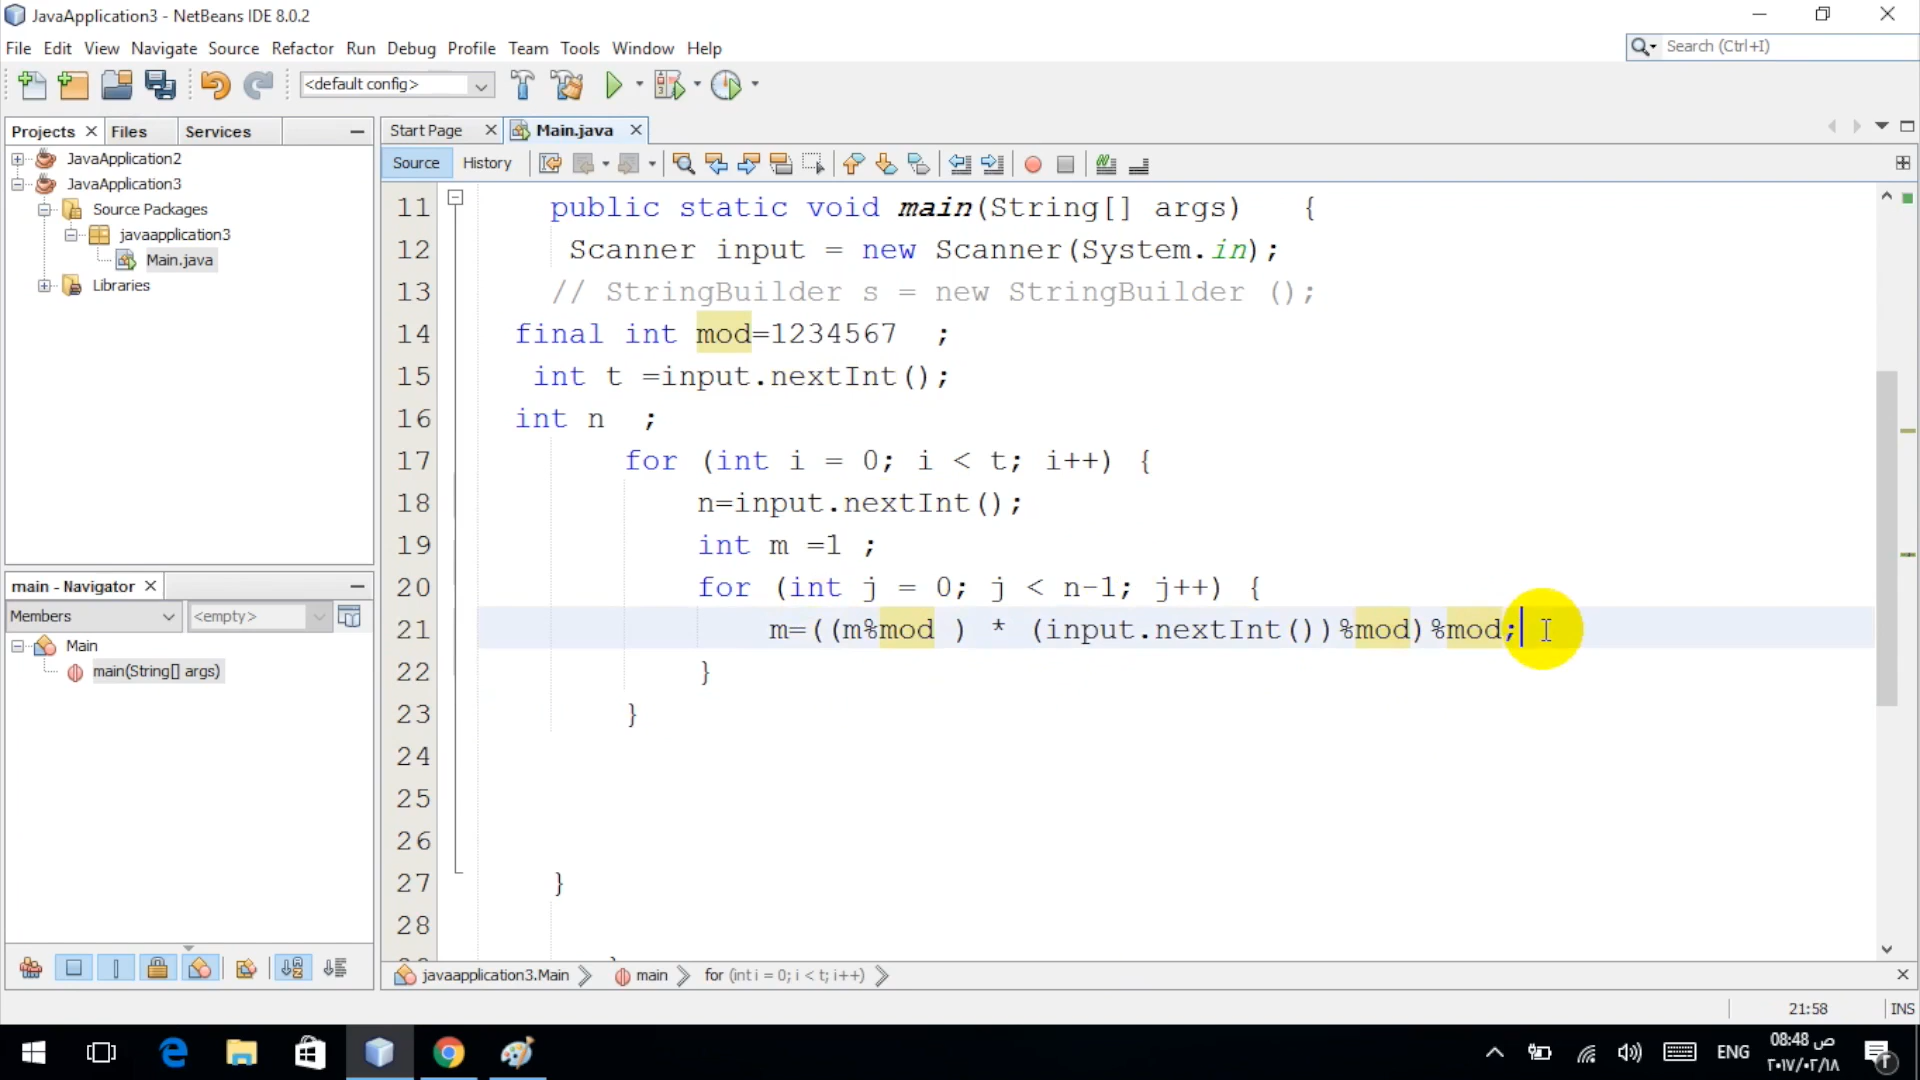 JavaApplication3 - NetBeans IDE 8.0.2
File Edit View Navigate Source Refactor Run Debug Profile Team Tools Window Help
Search (Ctrl+I)
<default config>
Projects Files Services
Start Page Main.java
JavaApplication2
JavaApplication3
Source Packages
javaapplication3
Main.java
Libraries
Source History
11 public static void main(String[] args) {
12 Scanner input = new Scanner(System.in);
13 // StringBuilder s = new StringBuilder ();
14 final int mod=1234567 ;
15 int t =input.nextInt();
16 int n ;
17 for (int i = 0; i < t; i++) {
18 n=input.nextInt();
19 int m =1 ;
20 for (int j = 0; j < n-1; j++) {
21 m=((m%mod ) * (input.nextInt())%mod)%mod;
22 }
23 }
24
25
26
27 }
28
main - Navigator
Members <empty>
Main
main(String[] args)
javaapplication3.Main main for (int i = 0; i < t; i++)
21:58 INS
ENG
08:48 ص
٢٠١٧/٠٢/١٨